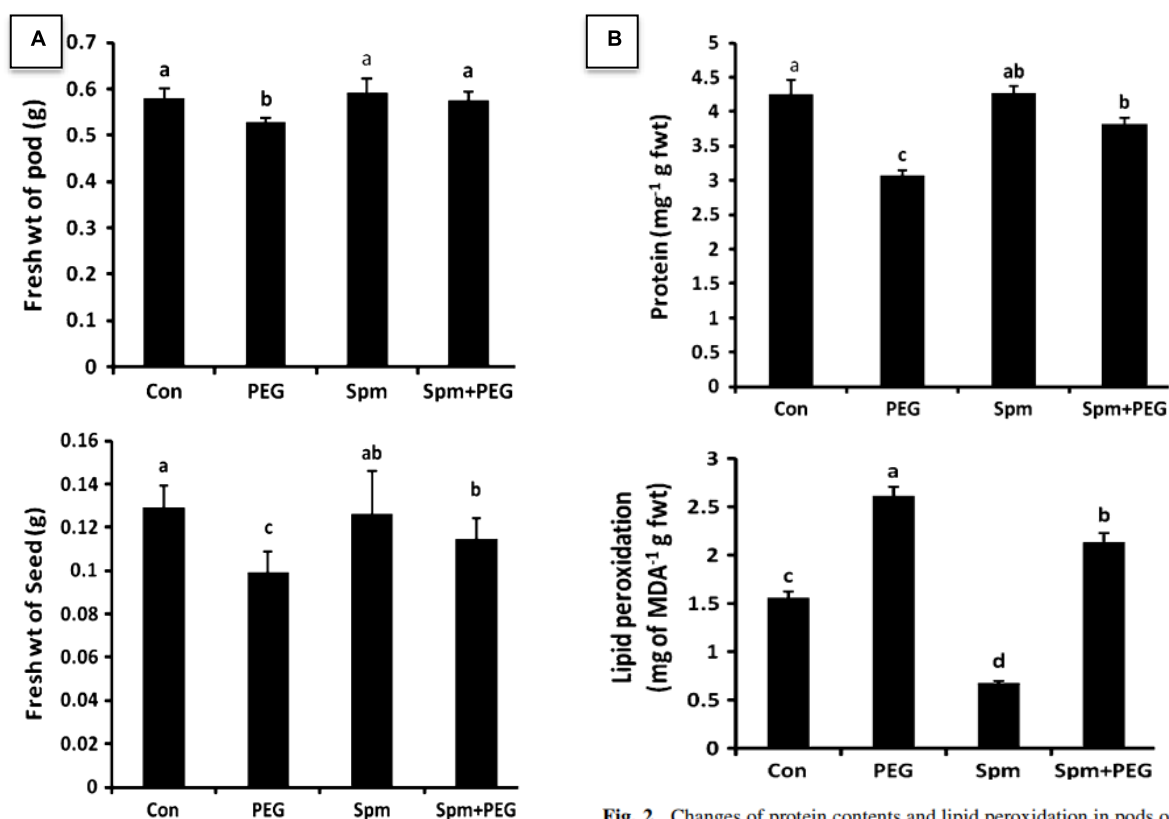 A
Fresh wt of pod (g)
0.7
0.6
0.5
0.4
0.3
0.2
0.1
0
a
b
a
a
Con PEG Spm Spm+PEG
Fresh wt of Seed (g)
0.16
0.14
0.12
0.1
0.08
0.06
0.04
0.02
0
a
c
ab
b
Con PEG Spm Spm+PEG
B
Protein (mg-1 g fwt)
5
4.5
4
3.5
3
2.5
2
1.5
1
0.5
0
a
c
ab
b
Con PEG Spm Spm+PEG
Lipid peroxidation
(mg of MDA-1 g fwt)
3
2.5
2
1.5
1
0.5
0
c
a
d
b
Con PEG Spm Spm+PEG
Fig. 2 Changes of protein contents and lipid peroxidation in pods o